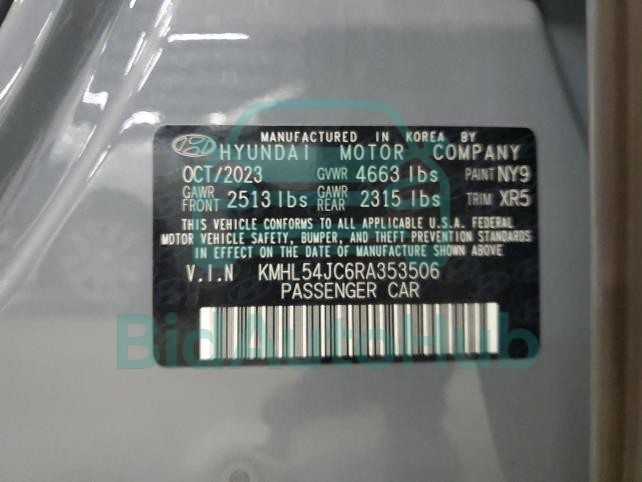 MANUFACTURED IN KOREA BY
HYUNDAI MOTOR COMPANY
OCT/2023 GVWR 4663 lbs PAINT NY9
GAWR FRONT 2513 lbs GAWR REAR 2315 lbs TRIM XR5
THIS VEHICLE CONFORMS TO ALL APPLICABLE U.S.A. FEDERAL
MOTOR VEHICLE SAFETY, BUMPER, AND THEFT PREVENTION STANDARDS
IN EFFECT ON THE DATE OF MANUFACTURE SHOWN ABOVE
V.I.N KMHL54JC6RA353506
PASSENGER CAR
BidAutoHub